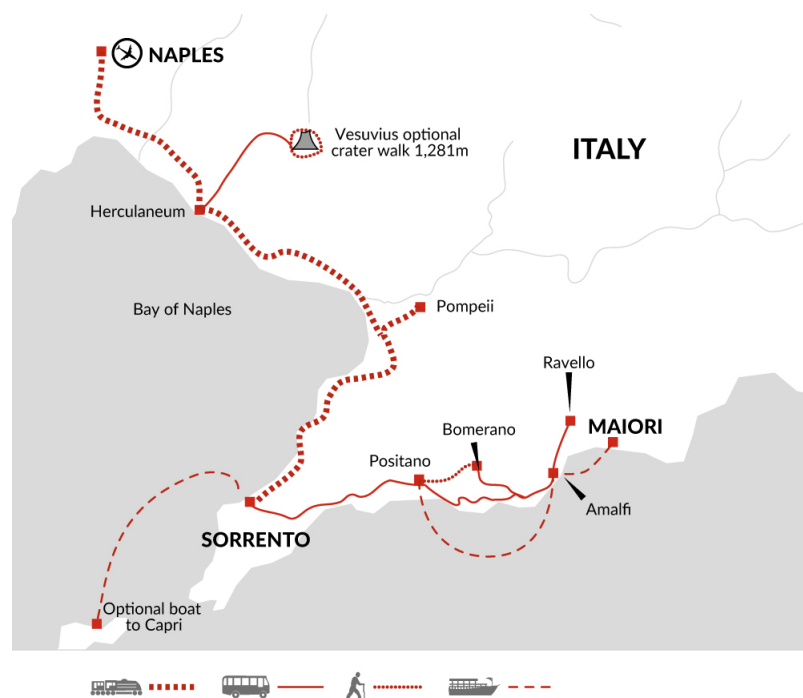 NAPLES
Vesuvius optional
crater walk 1,281m
ITALY
Herculaneum
Bay of Naples
Pompeii
Ravello
MAIORI
Bomerano
Positano
Amalfi
SORRENTO
Optional boat
to Capri